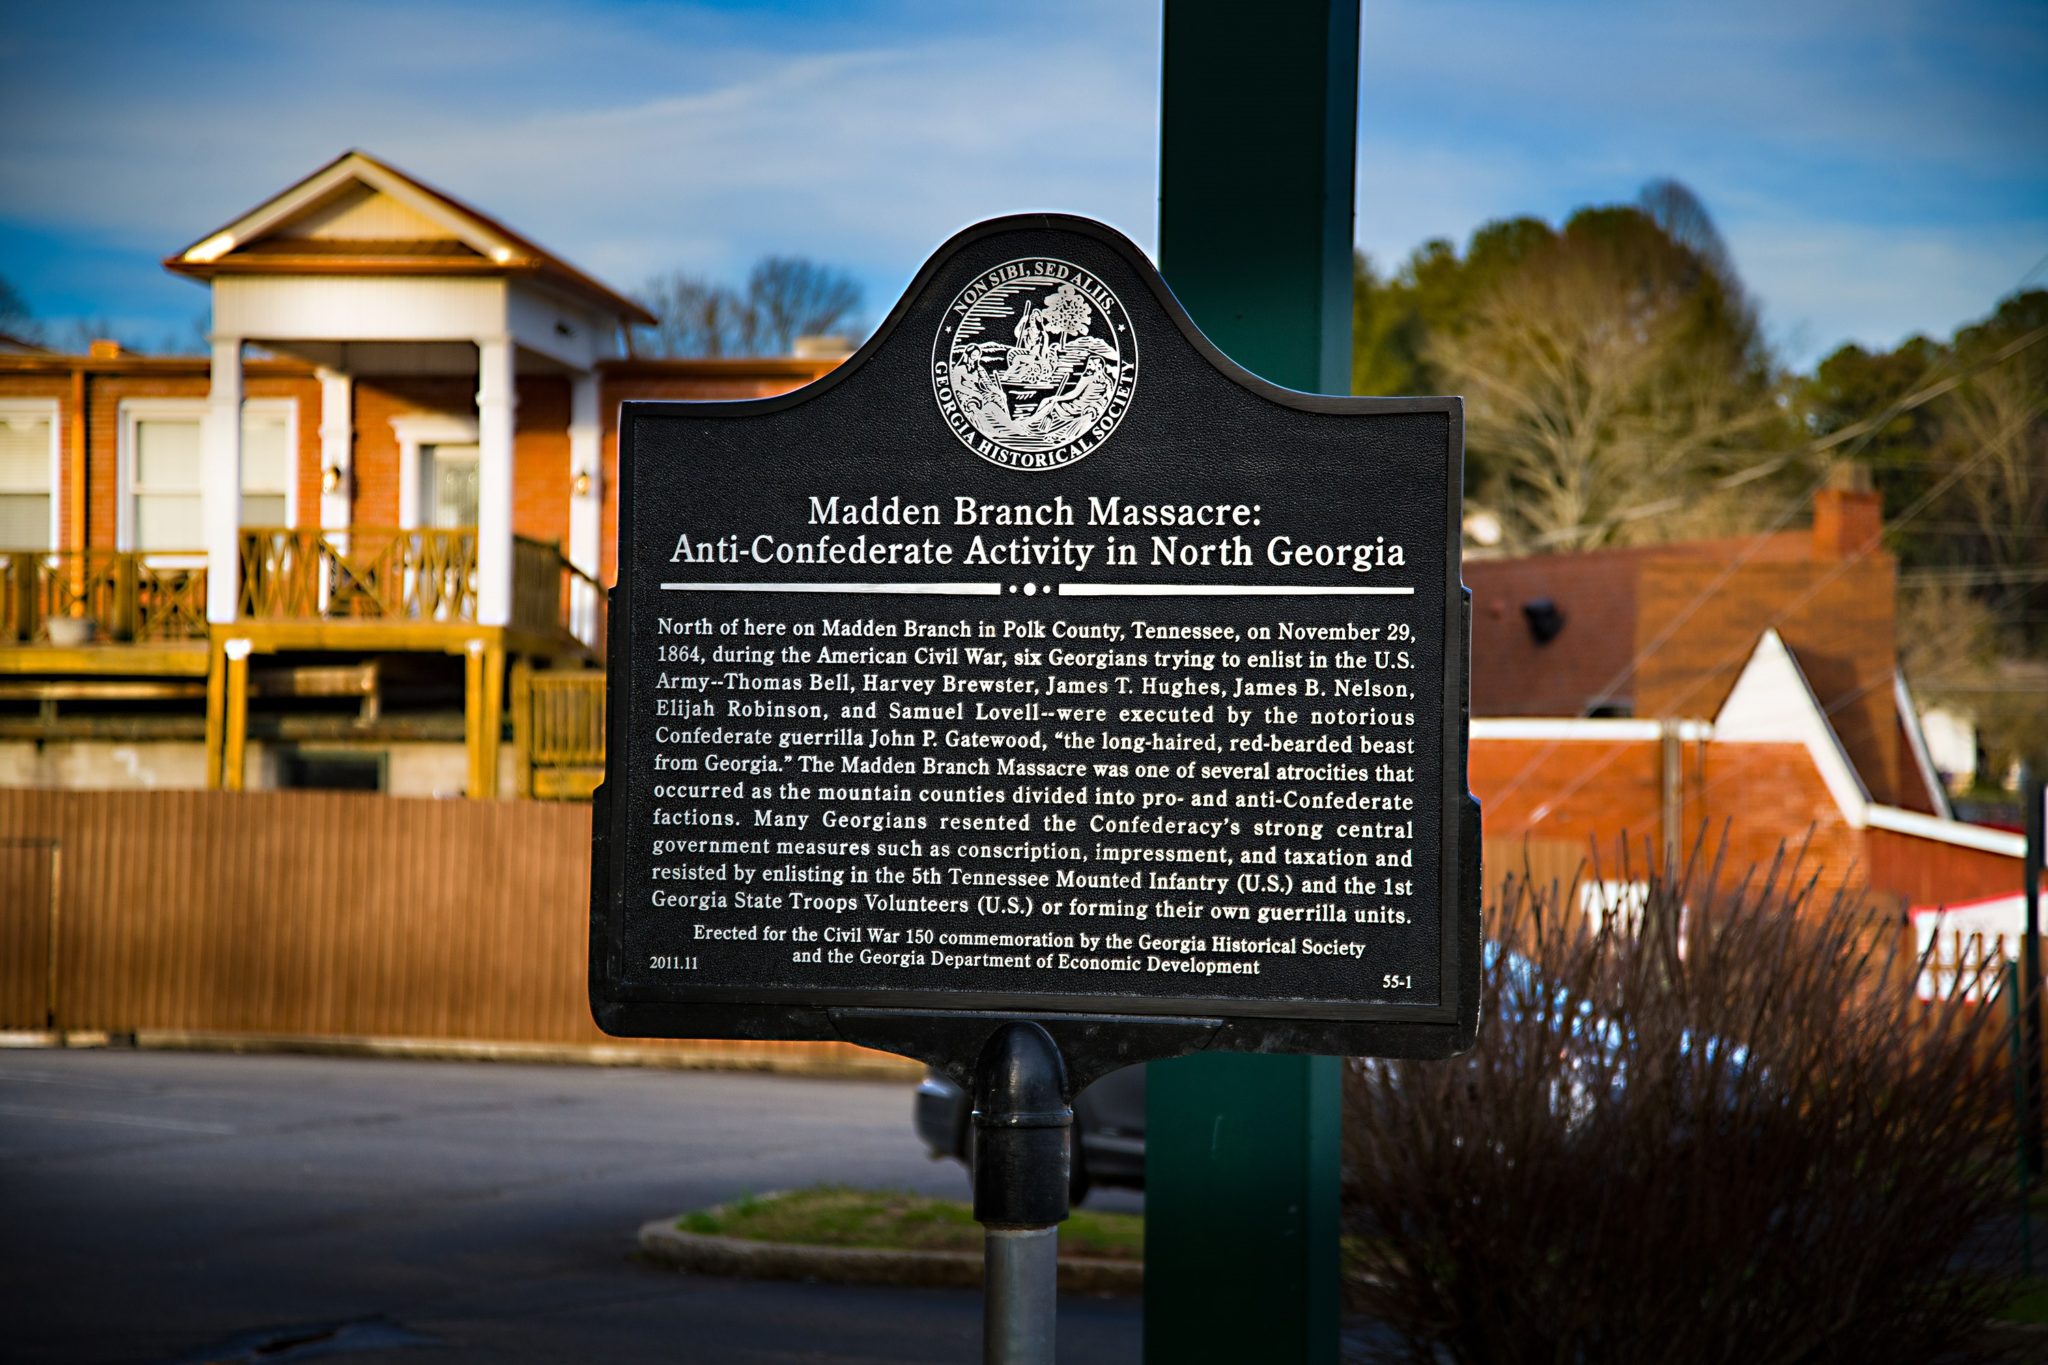 NON SIBI, SED ALIIS
GEORGIA HISTORICAL SOCIETY
Madden Branch Massacre:
Anti-Confederate Activity in North Georgia
North of here on Madden Branch in Polk County, Tennessee, on November 29,
1864, during the American Civil War, six Georgians trying to enlist in the U.S.
Army--Thomas Bell, Harvey Brewster, James T. Hughes, James B. Nelson,
Elijah Robinson, and Samuel Lovell--were executed by the notorious
Confederate guerrilla John P. Gatewood, “the long-haired, red-bearded beast
from Georgia.” The Madden Branch Massacre was one of several atrocities that
occurred as the mountain counties divided into pro- and anti-Confederate
factions. Many Georgians resented the Confederacy’s strong central
government measures such as conscription, impressment, and taxation and
resisted by enlisting in the 5th Tennessee Mounted Infantry (U.S.) and the 1st
Georgia State Troops Volunteers (U.S.) or forming their own guerrilla units.
Erected for the Civil War 150 commemoration by the Georgia Historical Society
and the Georgia Department of Economic Development
2011.11
55-1